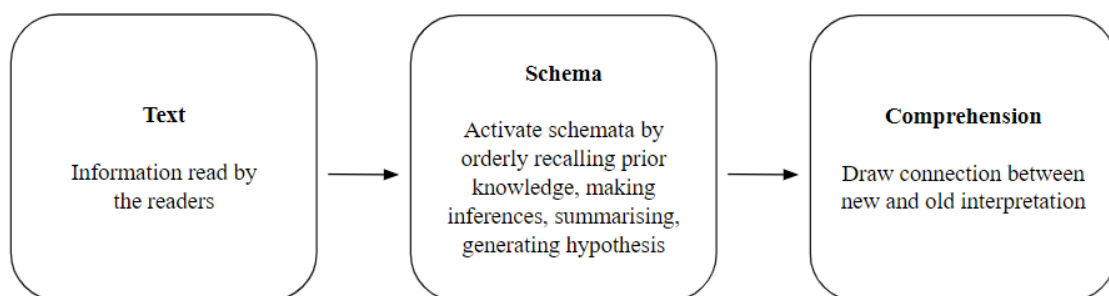 Text
Information read by
the readers
Schema
Activate schemata by
orderly recalling prior
knowledge, making
inferences, summarising,
generating hypothesis
Comprehension
Draw connection between
new and old interpretation